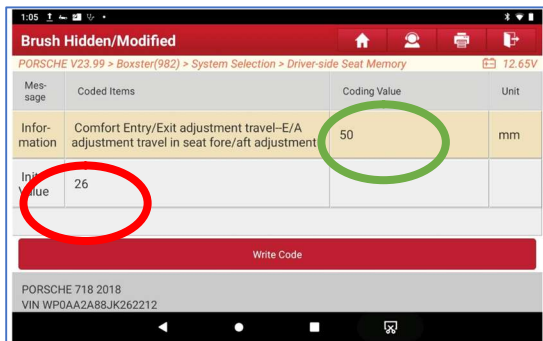 1:05
Brush Hidden/Modified
PORSCHE V23.99 > Boxster(982) > System Selection > Driver-side Seat Memory 12.65V
Mes-
sage Coded Items Coding Value Unit
Infor-
mation Comfort Entry/Exit adjustment travel–E/A
adjustment travel in seat fore/aft adjustment 50 mm
Value 26
Write Code
PORSCHE 718 2018
VIN WP0AA2A88JK262212